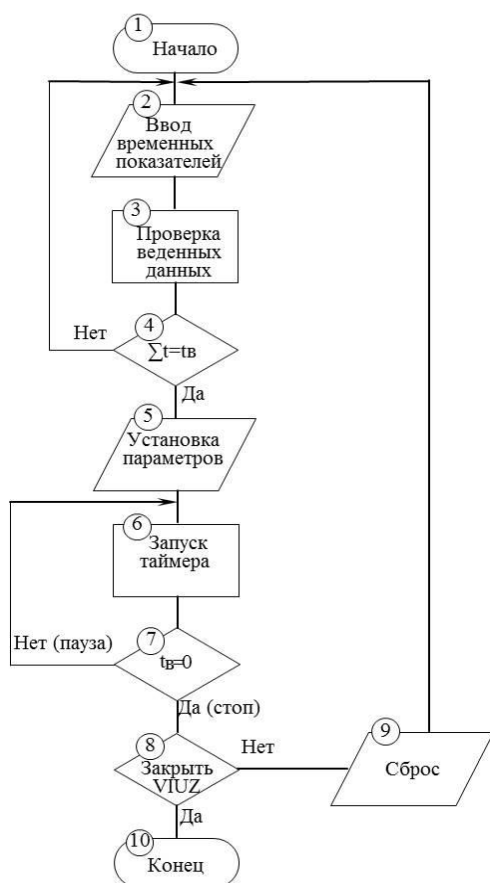 1
Начало
2
Ввод
временных
показателей
3
Проверка
веденных
данных
Нет
4
∑t=tв
Да
5
Установка
параметров
6
Запуск
таймера
Нет (пауза)
7
tв=0
Да (стоп)
8
Закрыть
VIUZ
Нет
9
Сброс
Да
10
Конец